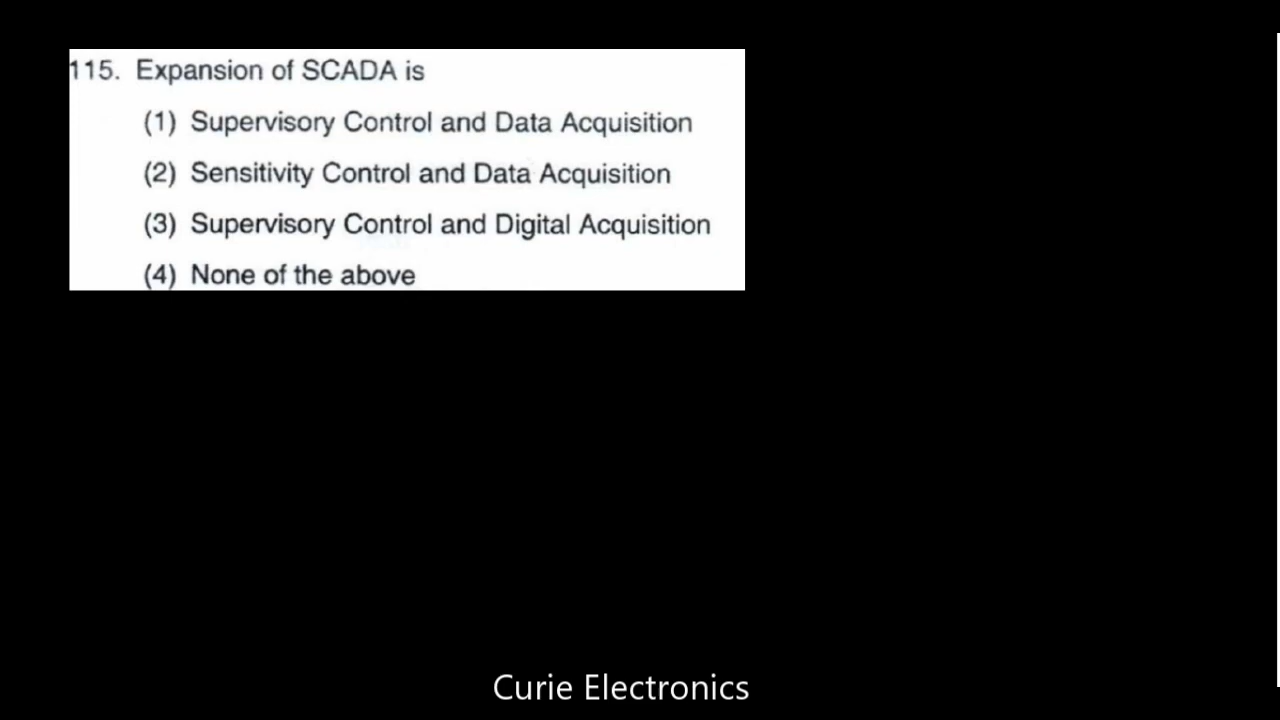 115. Expansion of SCADA is
(1) Supervisory Control and Data Acquisition
(2) Sensitivity Control and Data Acquisition
(3) Supervisory Control and Digital Acquisition
(4) None of the above
Curie Electronics